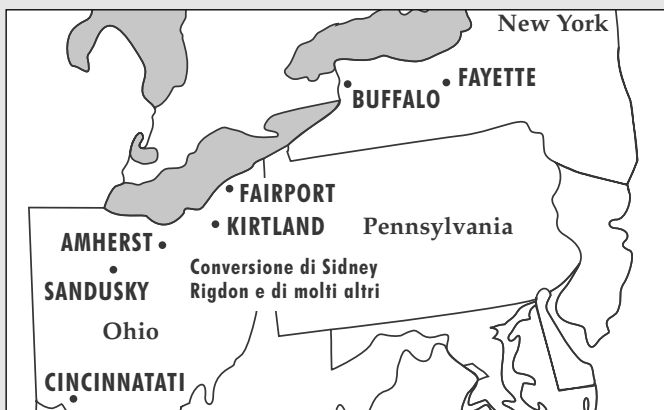 New York
FAYETTE
BUFFALO
FAIRPORT
KIRTLAND
Pennsylvania
AMHERST
Conversione di Sidney
Rigdon e di molti altri
SANDUSKY
Ohio
CINCINNATATI